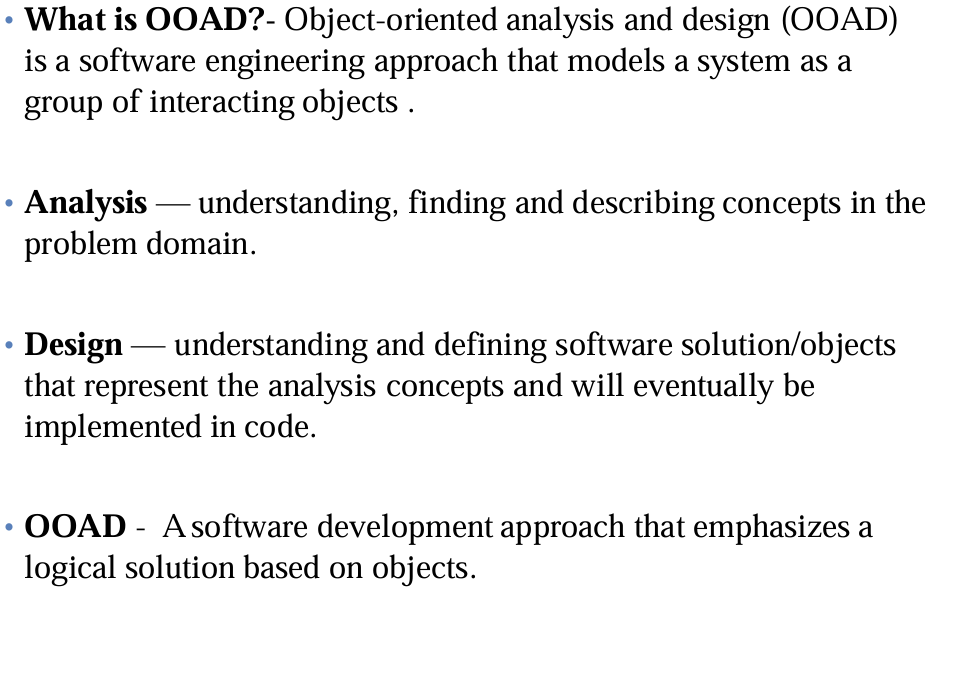 • What is OOAD?- Object-oriented analysis and design (OOAD)
is a software engineering approach that models a system as a
group of interacting objects .
• Analysis — understanding, finding and describing concepts in the
problem domain.
• Design — understanding and defining software solution/objects
that represent the analysis concepts and will eventually be
implemented in code.
• OOAD - A software development approach that emphasizes a
logical solution based on objects.